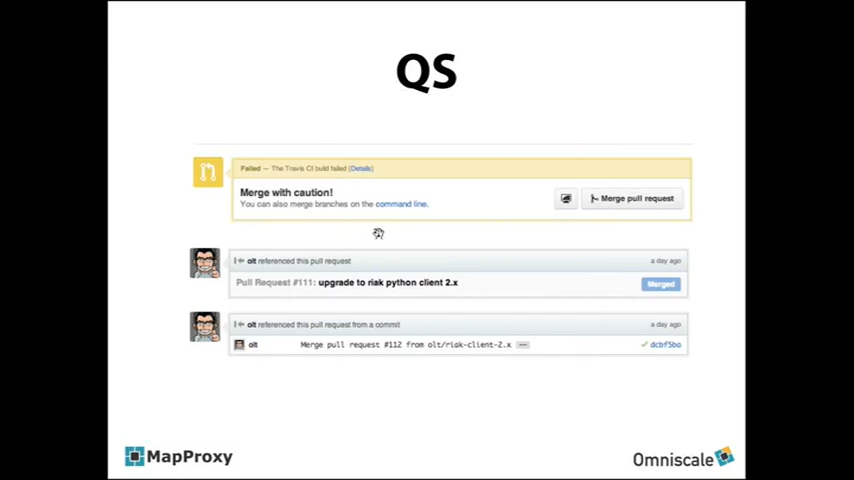 QS
Failed — The Travis CI build failed (Details)
Merge with caution!
You can also merge branches on the command line.
Merge pull request
olt referenced this pull request
a day ago
Pull Request #111: upgrade to riak python client 2.x
Merged
olt referenced this pull request from a commit
a day ago
olt
Merge pull request #112 from olt/riak-client-2.x
dcbf5ba
MapProxy
Omniscale